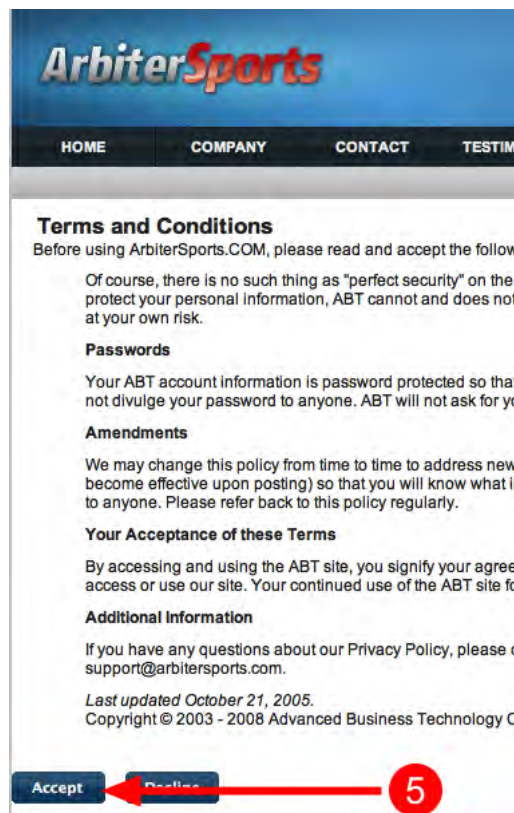 ArbiterSports
HOME COMPANY CONTACT TESTIM
Terms and Conditions
Before using ArbiterSports.COM, please read and accept the follow
Of course, there is no such thing as "perfect security" on the
protect your personal information, ABT cannot and does not
at your own risk.
Passwords
Your ABT account information is password protected so tha
not divulge your password to anyone. ABT will not ask for yo
Amendments
We may change this policy from time to time to address new
become effective upon posting) so that you will know what i
to anyone. Please refer back to this policy regularly.
Your Acceptance of these Terms
By accessing and using the ABT site, you signify your agree
access or use our site. Your continued use of the ABT site fo
Additional Information
If you have any questions about our Privacy Policy, please c
support@arbitersports.com.
Last updated October 21, 2005.
Copyright © 2003 - 2008 Advanced Business Technology C
Accept Decline 5